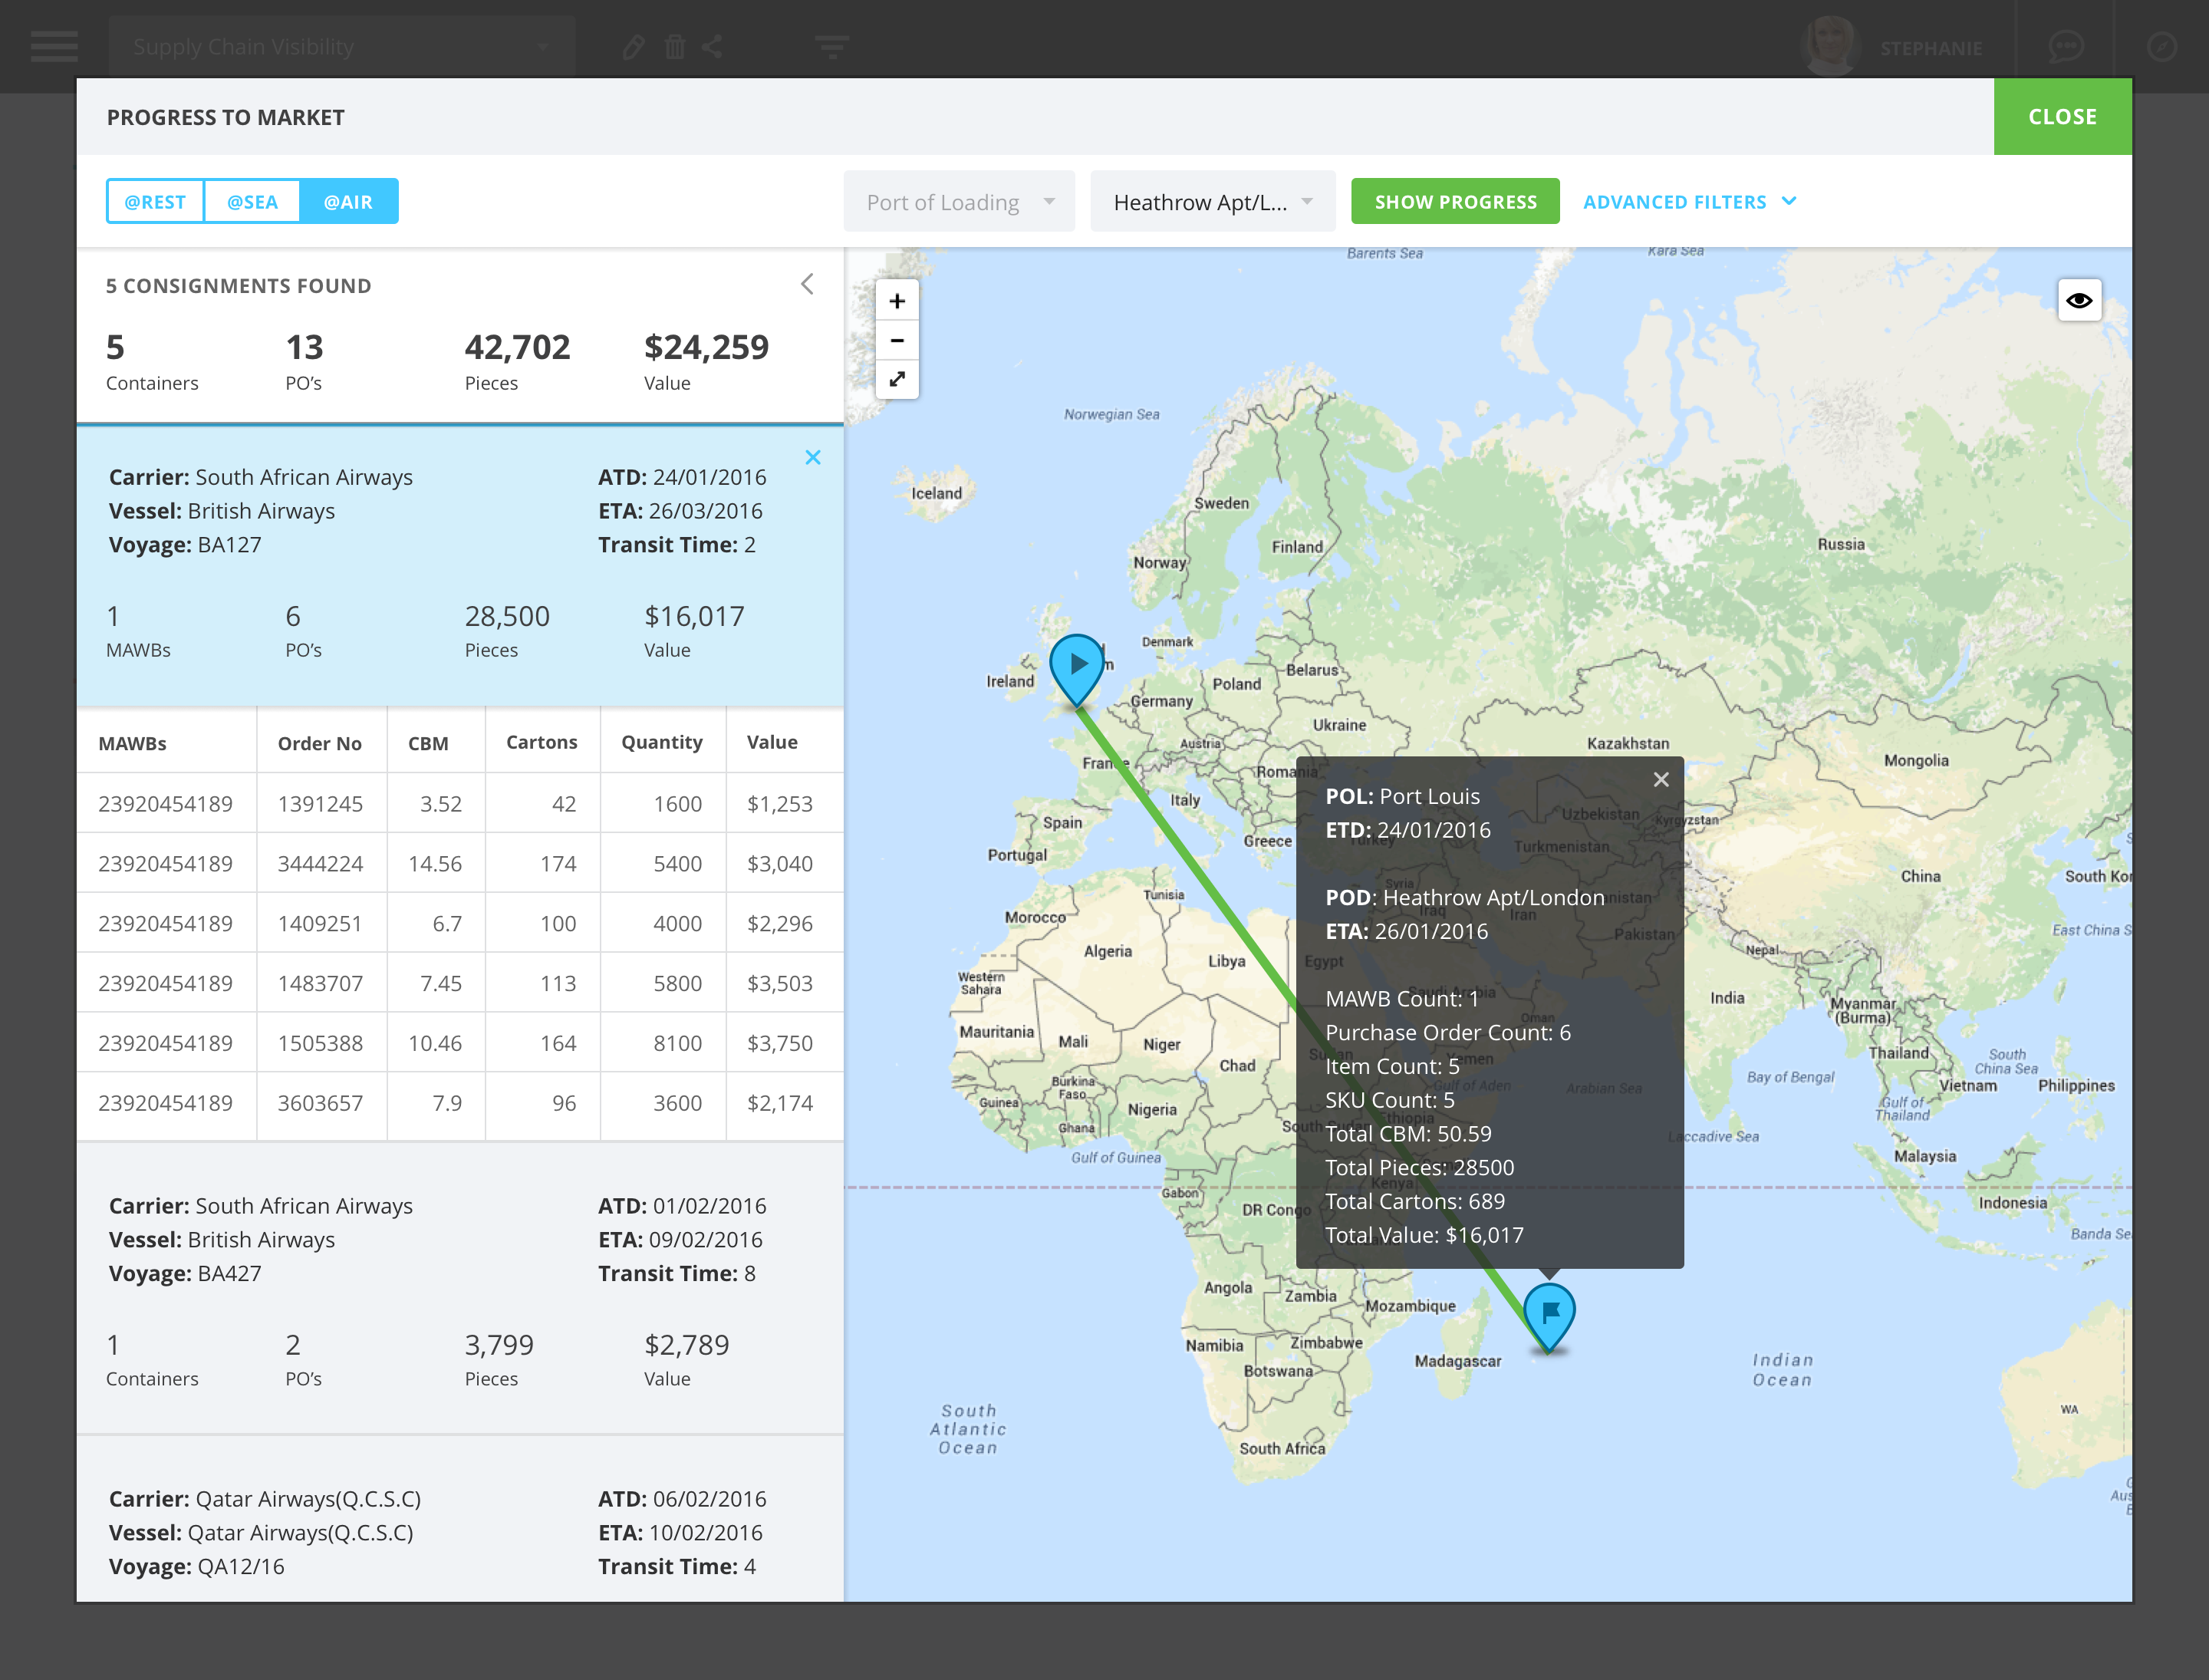 Supply Chain Visibility
STEPHANIE
PROGRESS TO MARKET
CLOSE
@REST @SEA @AIR
Port of Loading
Heathrow Apt/L...
SHOW PROGRESS
ADVANCED FILTERS
5 CONSIGNMENTS FOUND
5 13 42,702 $24,259
Containers PO's Pieces Value
Carrier: South African Airways ATD: 24/01/2016
Vessel: British Airways ETA: 26/03/2016
Voyage: BA127 Transit Time: 2
1 6 28,500 $16,017
MAWBs PO's Pieces Value
MAWBs Order No CBM Cartons Quantity Value
23920454189 1391245 3.52 42 1600 $1,253
23920454189 3444224 14.56 174 5400 $3,040
23920454189 1409251 6.7 100 4000 $2,296
23920454189 1483707 7.45 113 5800 $3,503
23920454189 1505388 10.46 164 8100 $3,750
23920454189 3603657 7.9 96 3600 $2,174
Carrier: South African Airways ATD: 01/02/2016
Vessel: British Airways ETA: 09/02/2016
Voyage: BA427 Transit Time: 8
1 2 3,799 $2,789
Containers PO's Pieces Value
Carrier: Qatar Airways(Q.C.S.C) ATD: 06/02/2016
Vessel: Qatar Airways(Q.C.S.C) ETA: 10/02/2016
Voyage: QA12/16 Transit Time: 4
Barents Sea
Kara Sea
Norwegian Sea
Iceland
Sweden
Finland
Norway
Russia
Denmark
Ireland
Belarus
Poland
Germany
Ukraine
Austria
Kazakhstan
France
Romania
Mongolia
Italy
Spain
Uzbekistan
Kyrgyzstan
Portugal
Greece
Turkey
Turkmenistan
China
South Kor
Tunisia
Syria
Morocco
Iraq
Iran
East China S
Algeria
Libya
Egypt
Pakistan
Nepal
Western
Sahara
Saudi Arabia
India
Myanmar
(Burma)
Oman
Mauritania
Mali
Niger
Chad
Sudan
Yemen
Thailand
South
China Sea
Bay of Bengal
Vietnam
Philippines
Burkina
Faso
Gulf of Aden
Arabian Sea
Guinea
Nigeria
Gulf of
Thailand
Ghana
South Sudan
Ethiopia
Laccadive Sea
Gulf of Guinea
Malaysia
Gabon
Kenya
DR Congo
Indonesia
Banda Se
Angola
Zambia
Mozambique
Namibia
Zimbabwe
Madagascar
Botswana
Indian
Ocean
South
Atlantic
Ocean
WA
South Africa
POL: Port Louis
ETD: 24/01/2016
POD: Heathrow Apt/London
ETA: 26/01/2016
MAWB Count: 1
Purchase Order Count: 6
Item Count: 5
SKU Count: 5
Total CBM: 50.59
Total Pieces: 28500
Total Cartons: 689
Total Value: $16,017